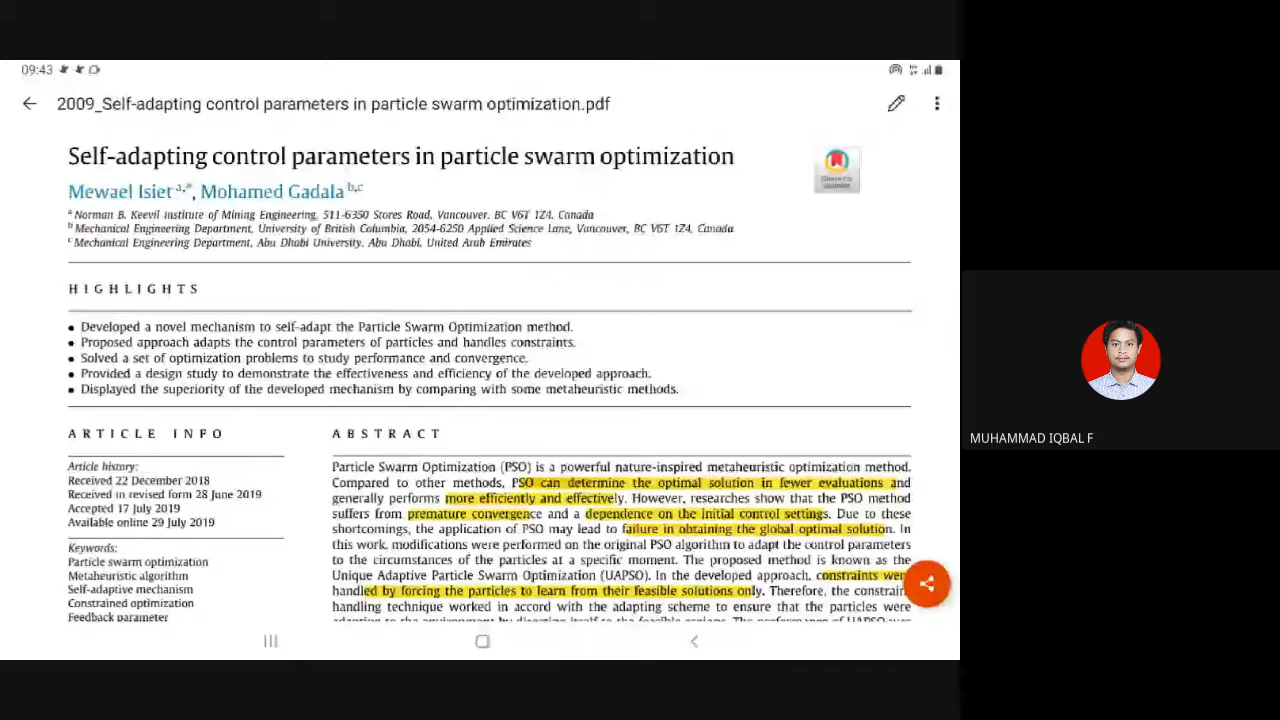 09:43
2009_Self-adapting control parameters in particle swarm optimization.pdf
Self-adapting control parameters in particle swarm optimization
Mewael Isiet a,*, Mohamed Gadala b,c
a Norman B. Keevil Institute of Mining Engineering, 511-6350 Stores Road, Vancouver, BC V6T 1Z4, Canada
b Mechanical Engineering Department, University of British Columbia, 2054-6250 Applied Science Lane, Vancouver, BC V6T 1Z4, Canada
c Mechanical Engineering Department, Abu Dhabi University, Abu Dhabi, United Arab Emirates
HIGHLIGHTS
• Developed a novel mechanism to self-adapt the Particle Swarm Optimization method.
• Proposed approach adapts the control parameters of particles and handles constraints.
• Solved a set of optimization problems to study performance and convergence.
• Provided a design study to demonstrate the effectiveness and efficiency of the developed approach.
• Displayed the superiority of the developed mechanism by comparing with some metaheuristic methods.
ARTICLE INFO
Article history:
Received 22 December 2018
Received in revised form 28 June 2019
Accepted 17 July 2019
Available online 29 July 2019
Keywords:
Particle swarm optimization
Metaheuristic algorithm
Self-adaptive mechanism
Constrained optimization
Feedback parameter
ABSTRACT
Particle Swarm Optimization (PSO) is a powerful nature-inspired metaheuristic optimization method.
Compared to other methods, PSO can determine the optimal solution in fewer evaluations and
generally performs more efficiently and effectively. However, researches show that the PSO method
suffers from premature convergence and a dependence on the initial control settings. Due to these
shortcomings, the application of PSO may lead to failure in obtaining the global optimal solution. In
this work, modifications were performed on the original PSO algorithm to adapt the control parameters
to the circumstances of the particles at a specific moment. The proposed method is known as the
Unique Adaptive Particle Swarm Optimization (UAPSO). In the developed approach, constraints were
handled by forcing the particles to learn from their feasible solutions only. Therefore, the constraint
handling technique worked in accord with the adapting scheme to ensure that the particles were
MUHAMMAD IQBAL F